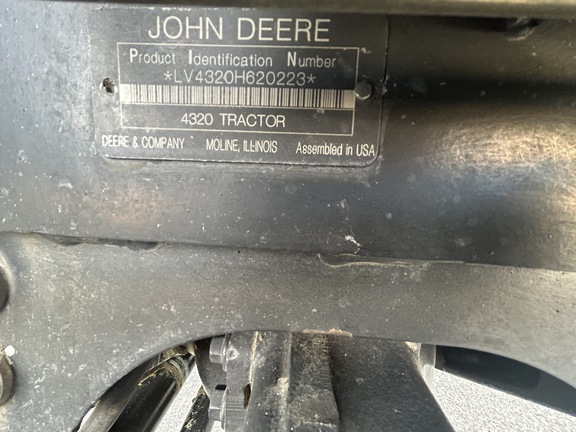 JOHN DEERE
Product Identification Number
*LV4320H620223*
4320 TRACTOR
DEERE & COMPANY MOLINE, ILLINOIS Assembled in USA